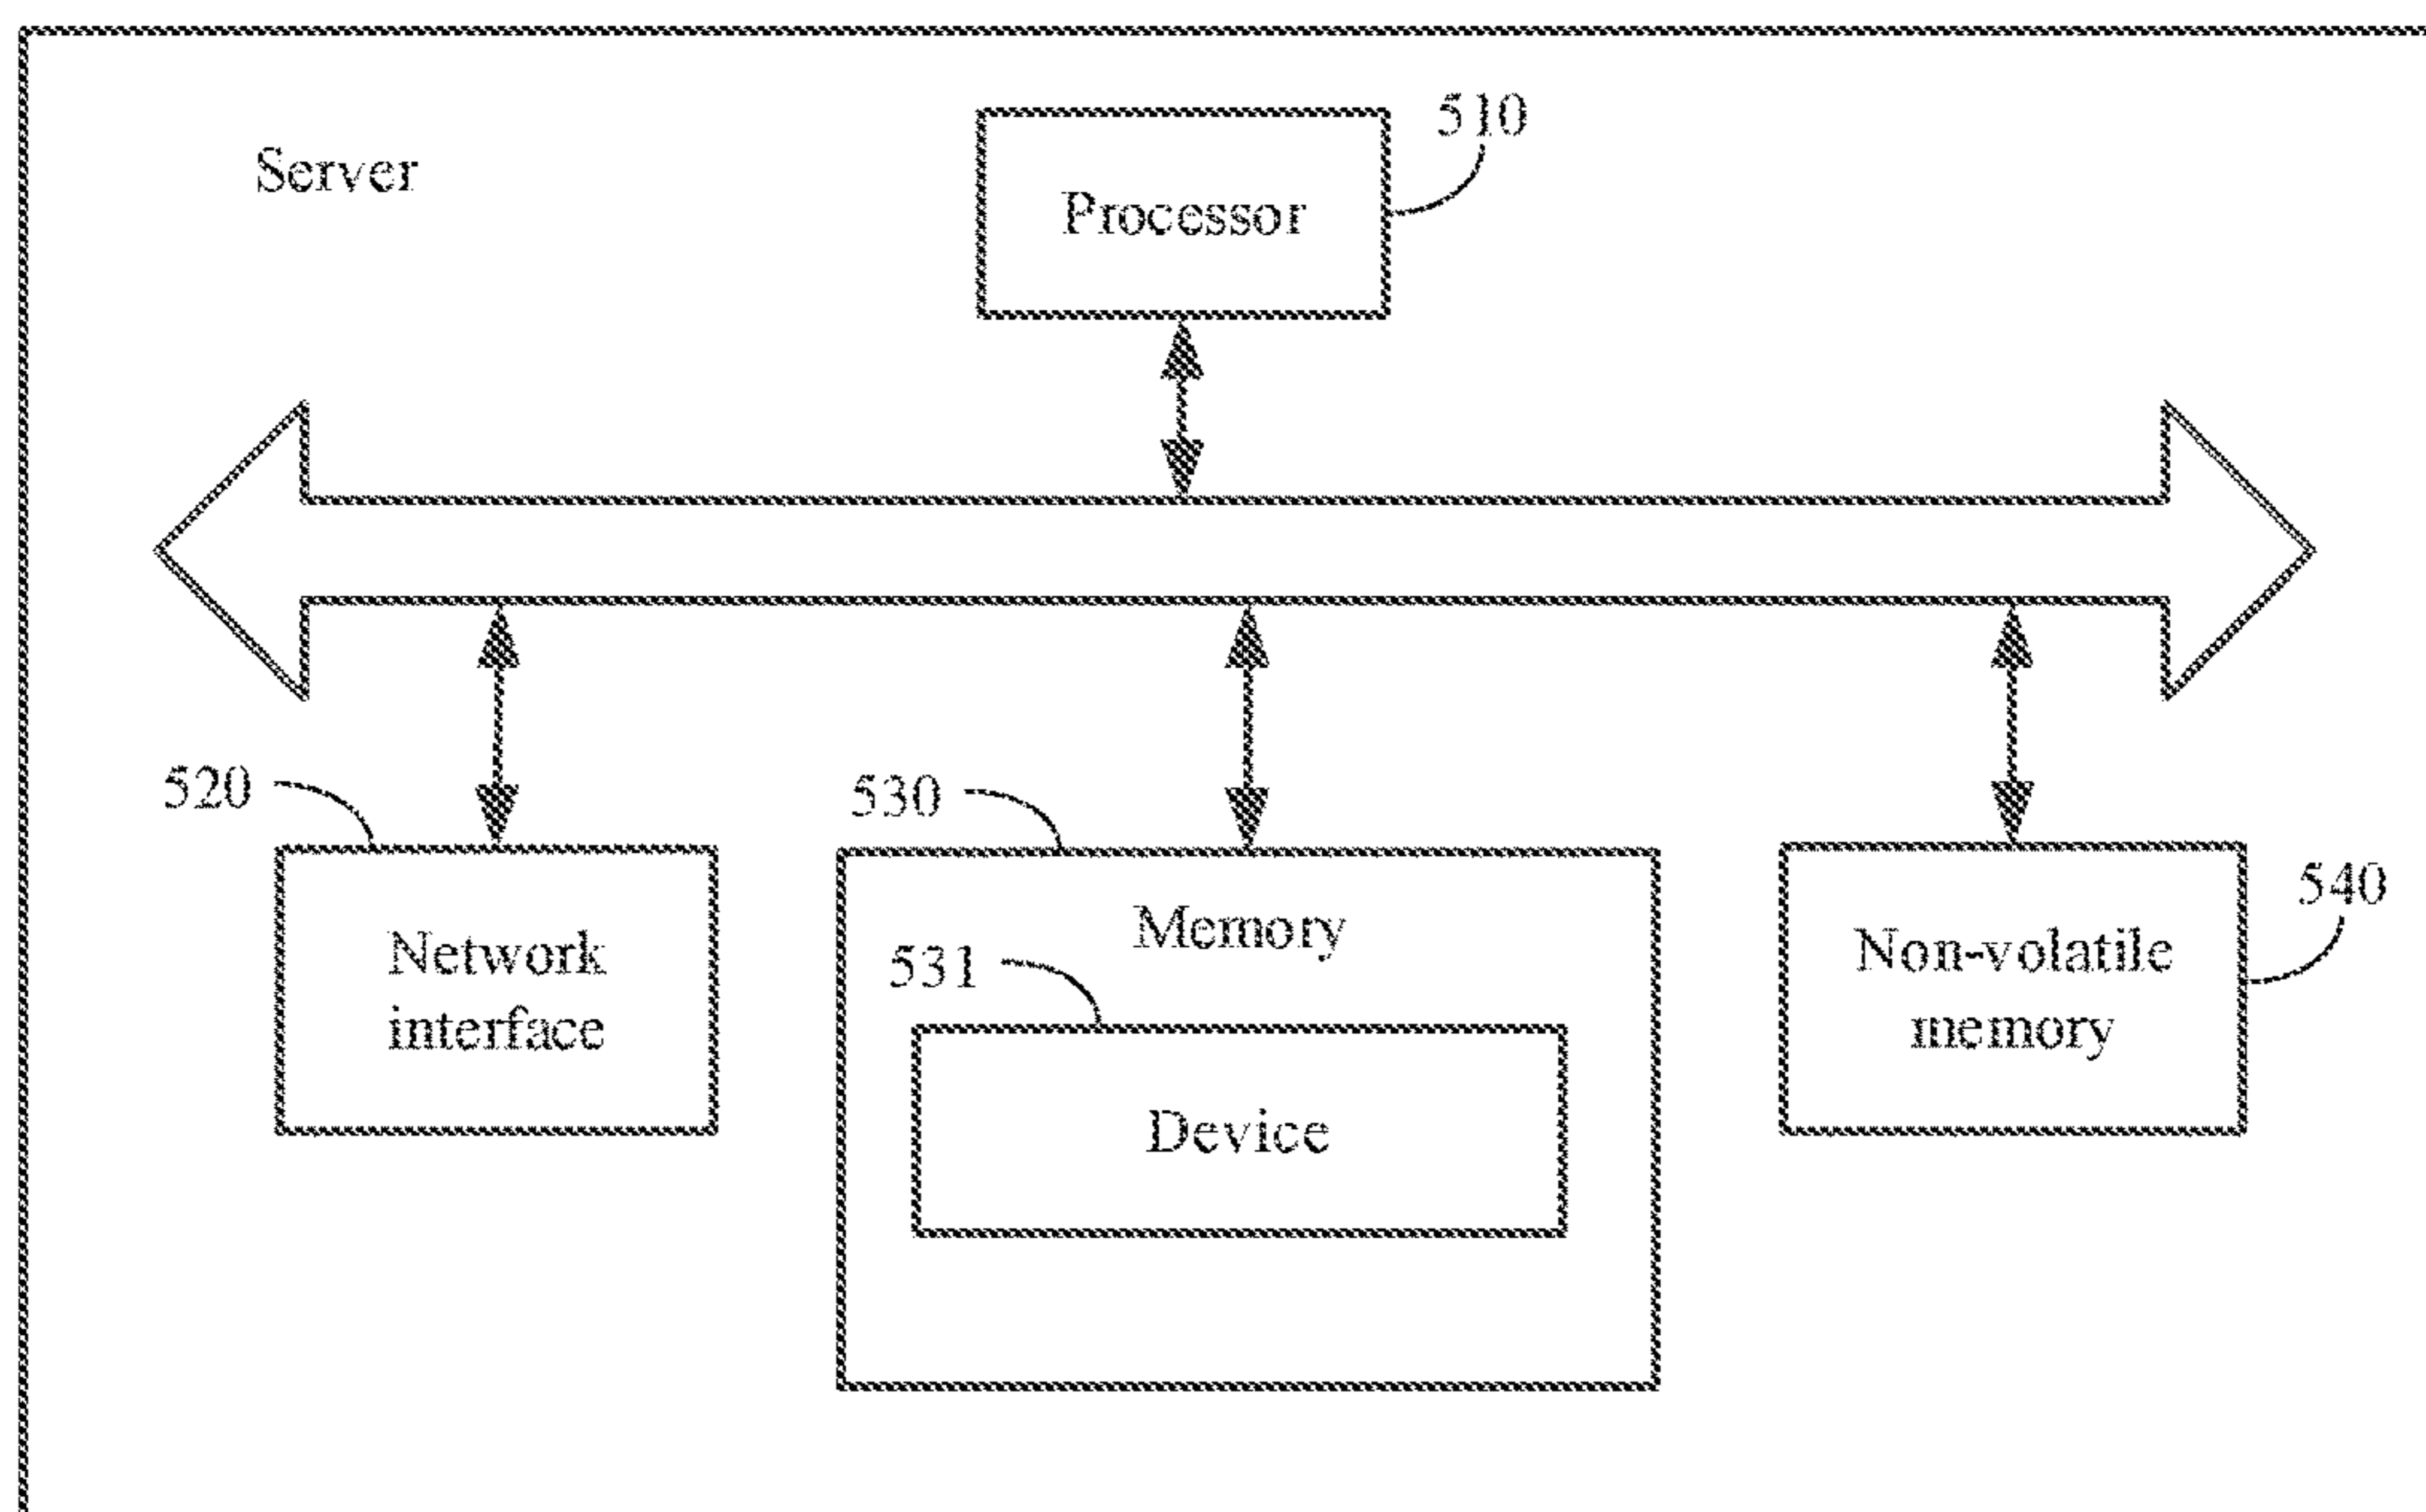 510
Server
Processor
520
530
540
Memory
Network
interface
531
Non-volatile
memory
Device